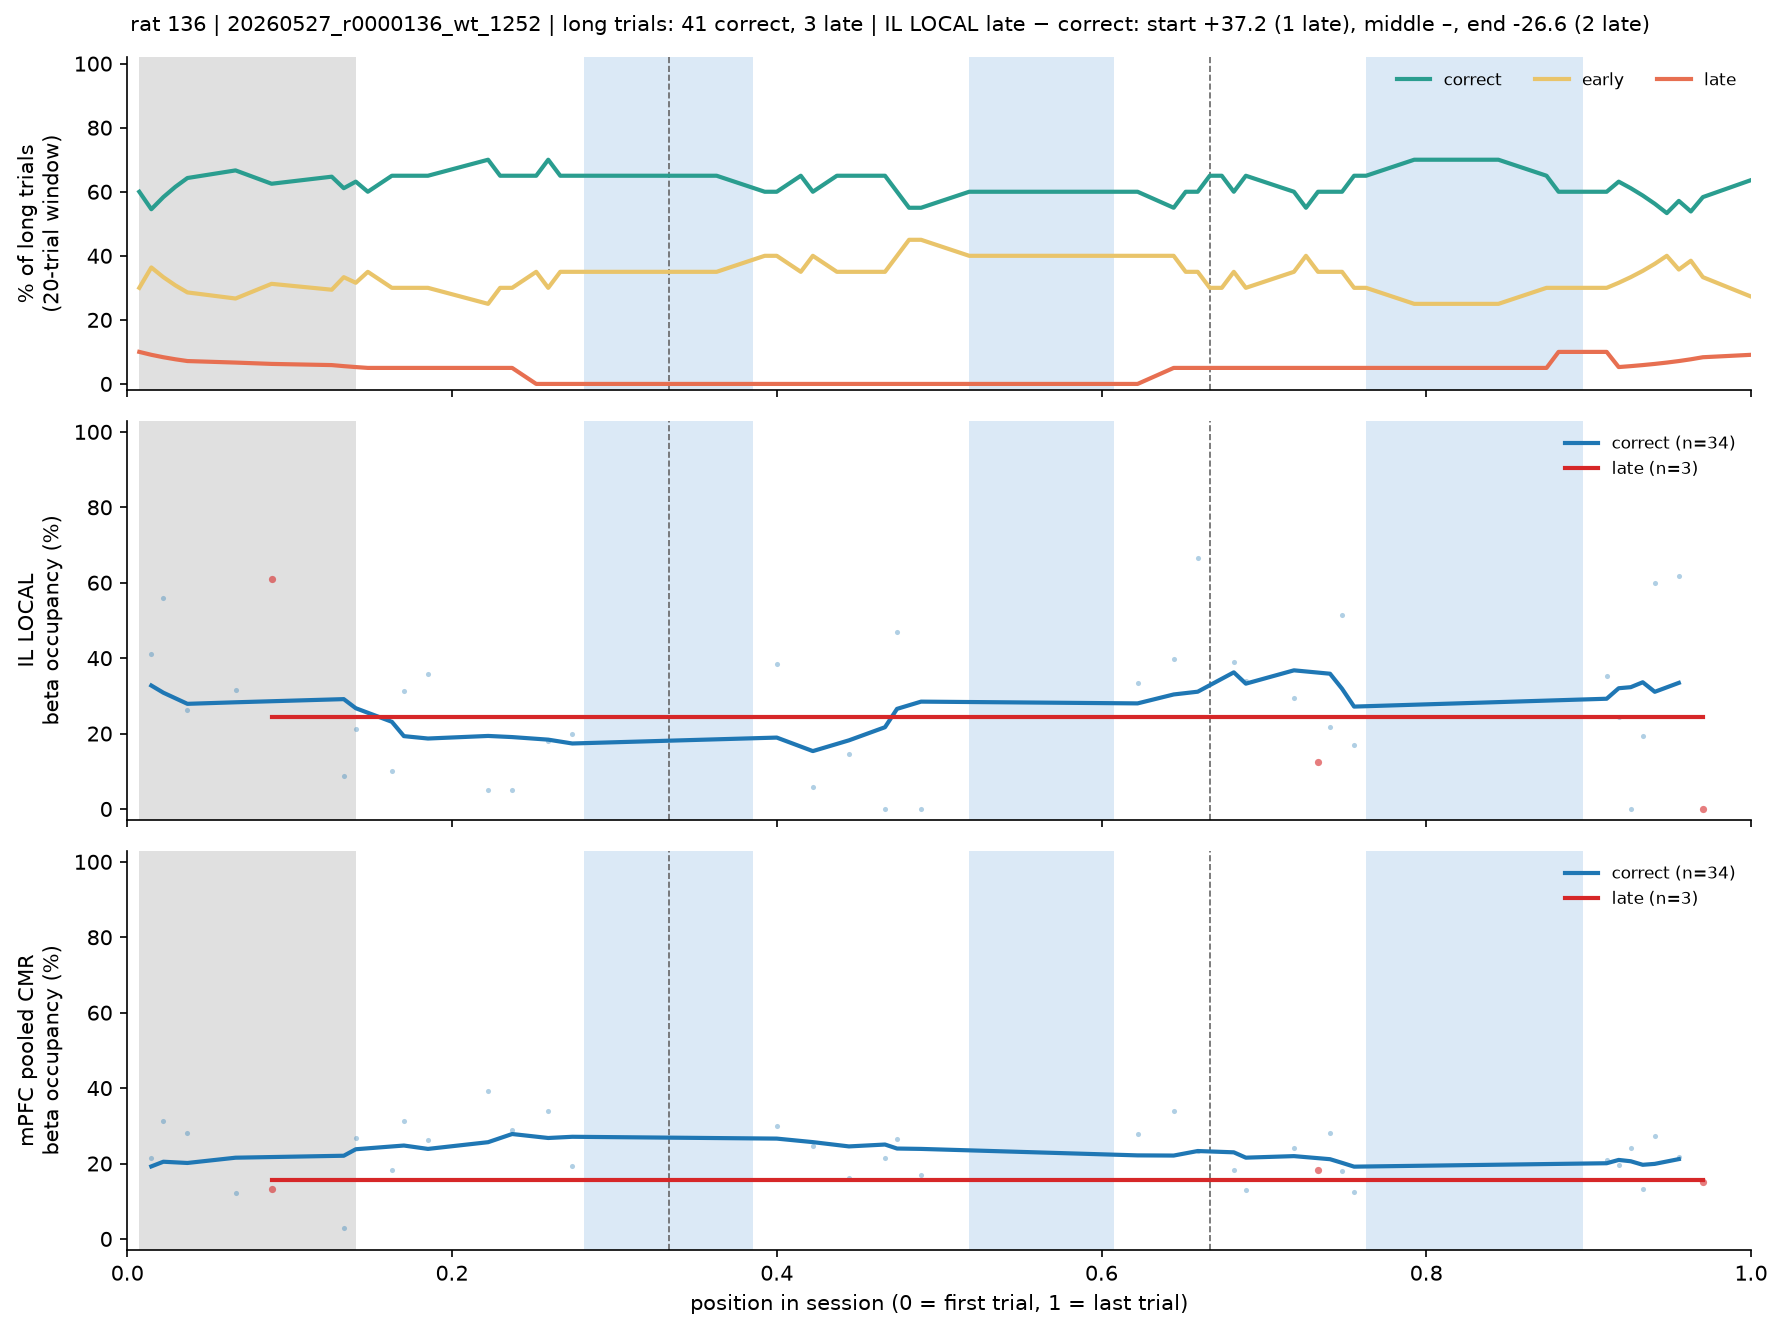 rat 136 | 20260527_r0000136_wt_1252 | long trials: 41 correct, 3 late | IL LOCAL late − correct: start +37.2 (1 late), middle –, end -26.6 (2 late)
% of long trials
(20-trial window)
100
80
60
40
20
0
correct
early
late
IL LOCAL
beta occupancy (%)
100
80
60
40
20
0
correct (n=34)
late (n=3)
mPFC pooled CMR
beta occupancy (%)
100
80
60
40
20
0
correct (n=34)
late (n=3)
0.0 0.2 0.4 0.6 0.8 1.0
position in session (0 = first trial, 1 = last trial)